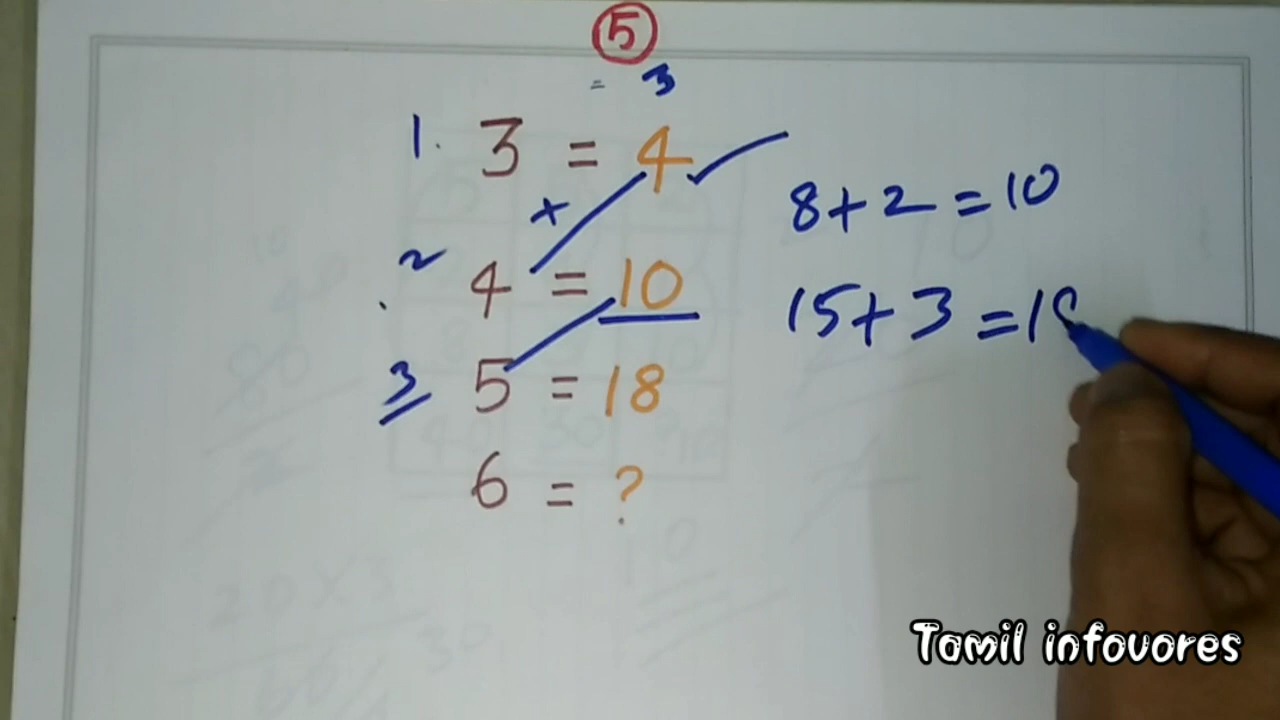 5
= 3
1. 3 = 4
+
8+2=10
2 4 = 10
15+3=18
3 5 = 18
6 = ?
Tamil infovores